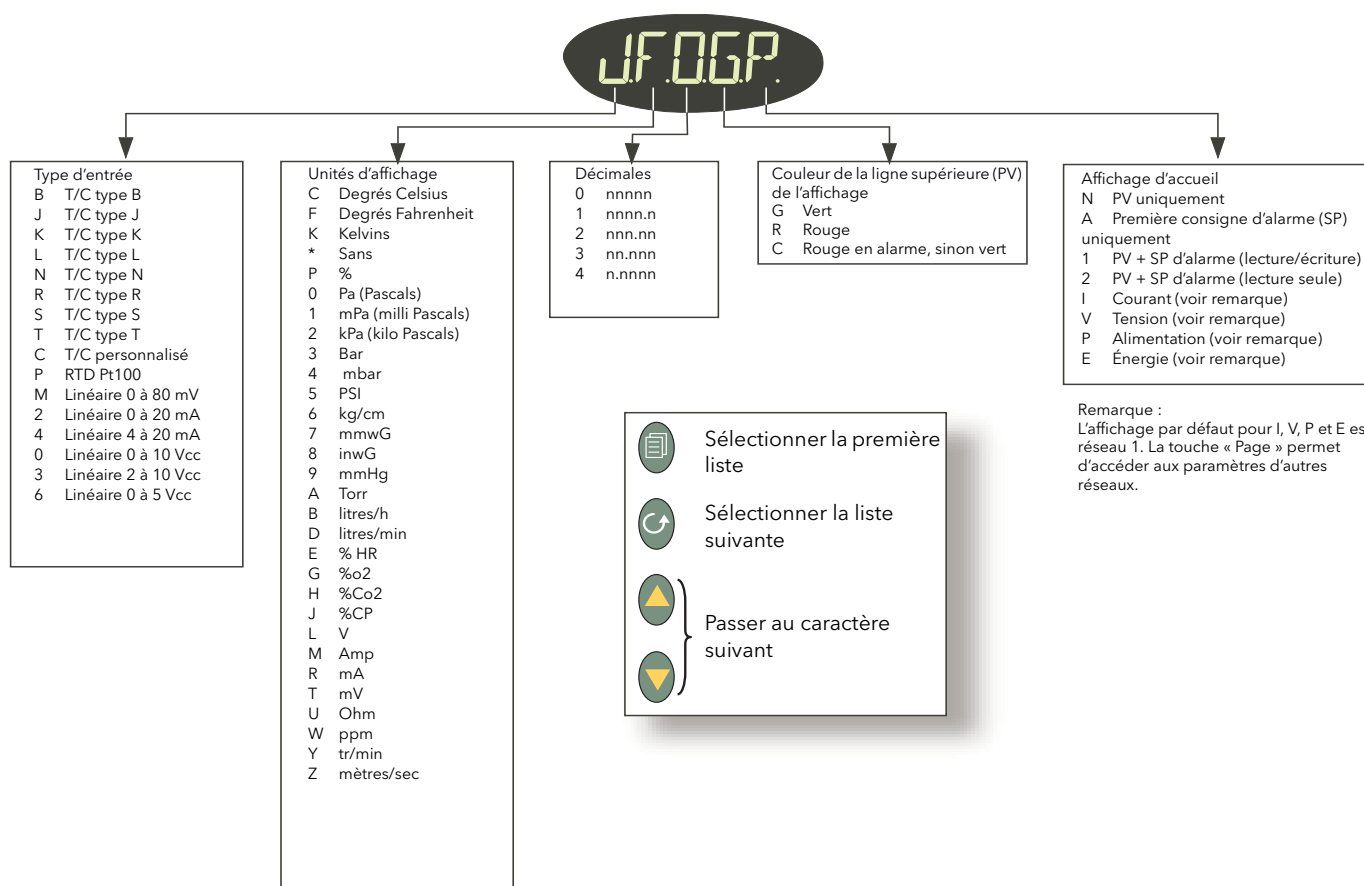 J.F.0.G.P.
Type d'entrée
B T/C type B
J T/C type J
K T/C type K
L T/C type L
N T/C type N
R T/C type R
S T/C type S
T T/C type T
C T/C personnalisé
P RTD Pt100
M Linéaire 0 à 80 mV
2 Linéaire 0 à 20 mA
4 Linéaire 4 à 20 mA
0 Linéaire 0 à 10 Vcc
3 Linéaire 2 à 10 Vcc
6 Linéaire 0 à 5 Vcc
Unités d'affichage
C Degrés Celsius
F Degrés Fahrenheit
K Kelvins
* Sans
P %
0 Pa (Pascals)
1 mPa (milli Pascals)
2 kPa (kilo Pascals)
3 Bar
4 mbar
5 PSI
6 kg/cm
7 mmwG
8 inwG
9 mmHg
A Torr
B litres/h
D litres/min
E % HR
G %o2
H %Co2
J %CP
L V
M Amp
R mA
T mV
U Ohm
W ppm
Y tr/min
Z mètres/sec
Décimales
0 nnnnn
1 nnnn.n
2 nnn.nn
3 nn.nnn
4 n.nnnn
Couleur de la ligne supérieure (PV)
de l'affichage
G Vert
R Rouge
C Rouge en alarme, sinon vert
Affichage d'accueil
N PV uniquement
A Première consigne d'alarme (SP)
uniquement
1 PV + SP d'alarme (lecture/écriture)
2 PV + SP d'alarme (lecture seule)
I Courant (voir remarque)
V Tension (voir remarque)
P Alimentation (voir remarque)
E Énergie (voir remarque)
Remarque :
L'affichage par défaut pour I, V, P et E es
réseau 1. La touche « Page » permet
d'accéder aux paramètres d'autres
réseaux.
Sélectionner la première
liste
Sélectionner la liste
suivante
Passer au caractère
suivant